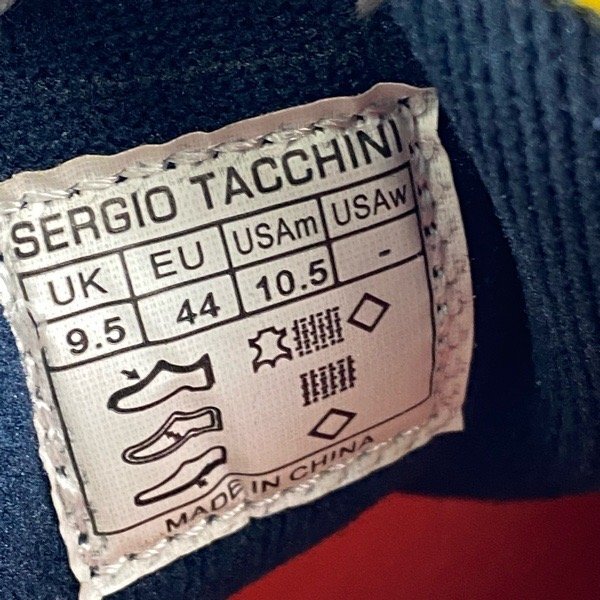 SERGIO TACCHINI
UK EU USAm USAw
9.5 44 10.5 -
MADE IN CHINA